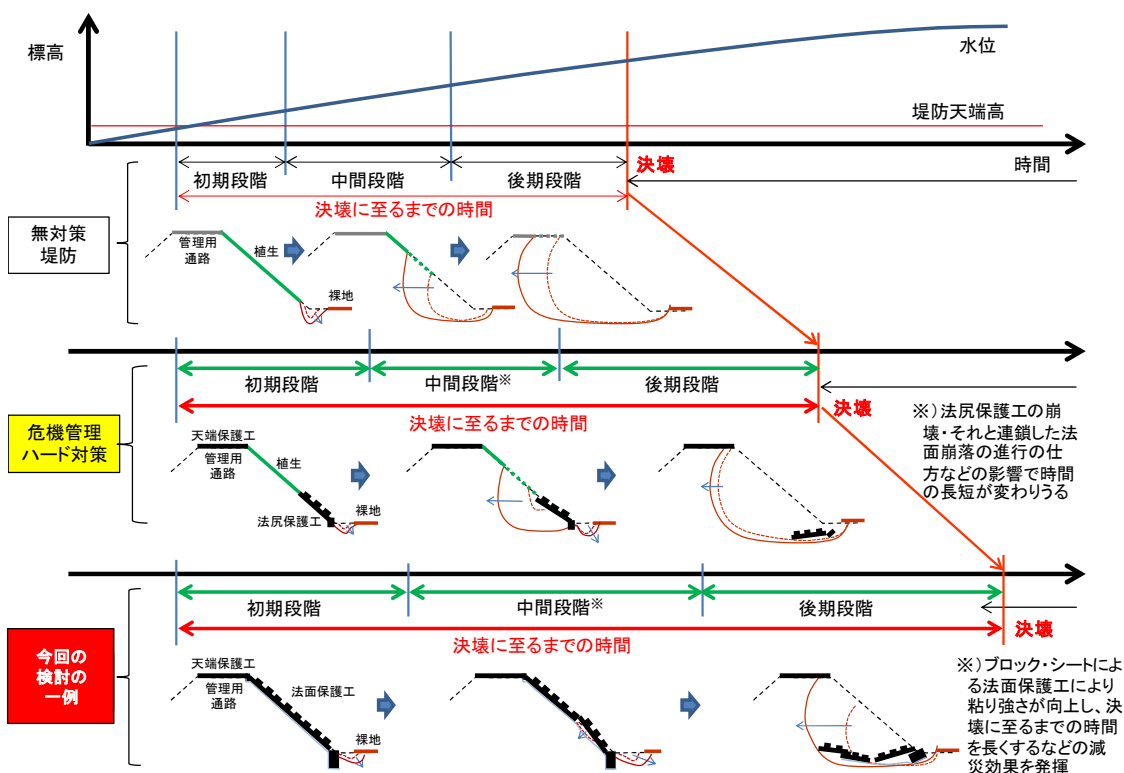 標高
水位
堤防天端高
決壊
時間
初期段階
中間段階
後期段階
決壊に至るまでの時間
無対策
堤防
管理用
通路
植生
裸地
初期段階
中間段階※
後期段階
決壊に至るまでの時間
決壊
危機管理
ハード対策
天端保護工
管理用
通路
植生
法尻保護工
裸地
※）法尻保護工の崩
壊・それと連鎖した法
面崩落の進行の仕
方などの影響で時間
の長短が変わりうる
初期段階
中間段階※
後期段階
決壊に至るまでの時間
決壊
今回の
検討の
一例
天端保護工
管理用
通路
法面保護工
裸地
※）ブロック・シートによ
る法面保護工により
粘り強さが向上し、決
壊に至るまでの時間
を長くするなどの減
災効果を発揮